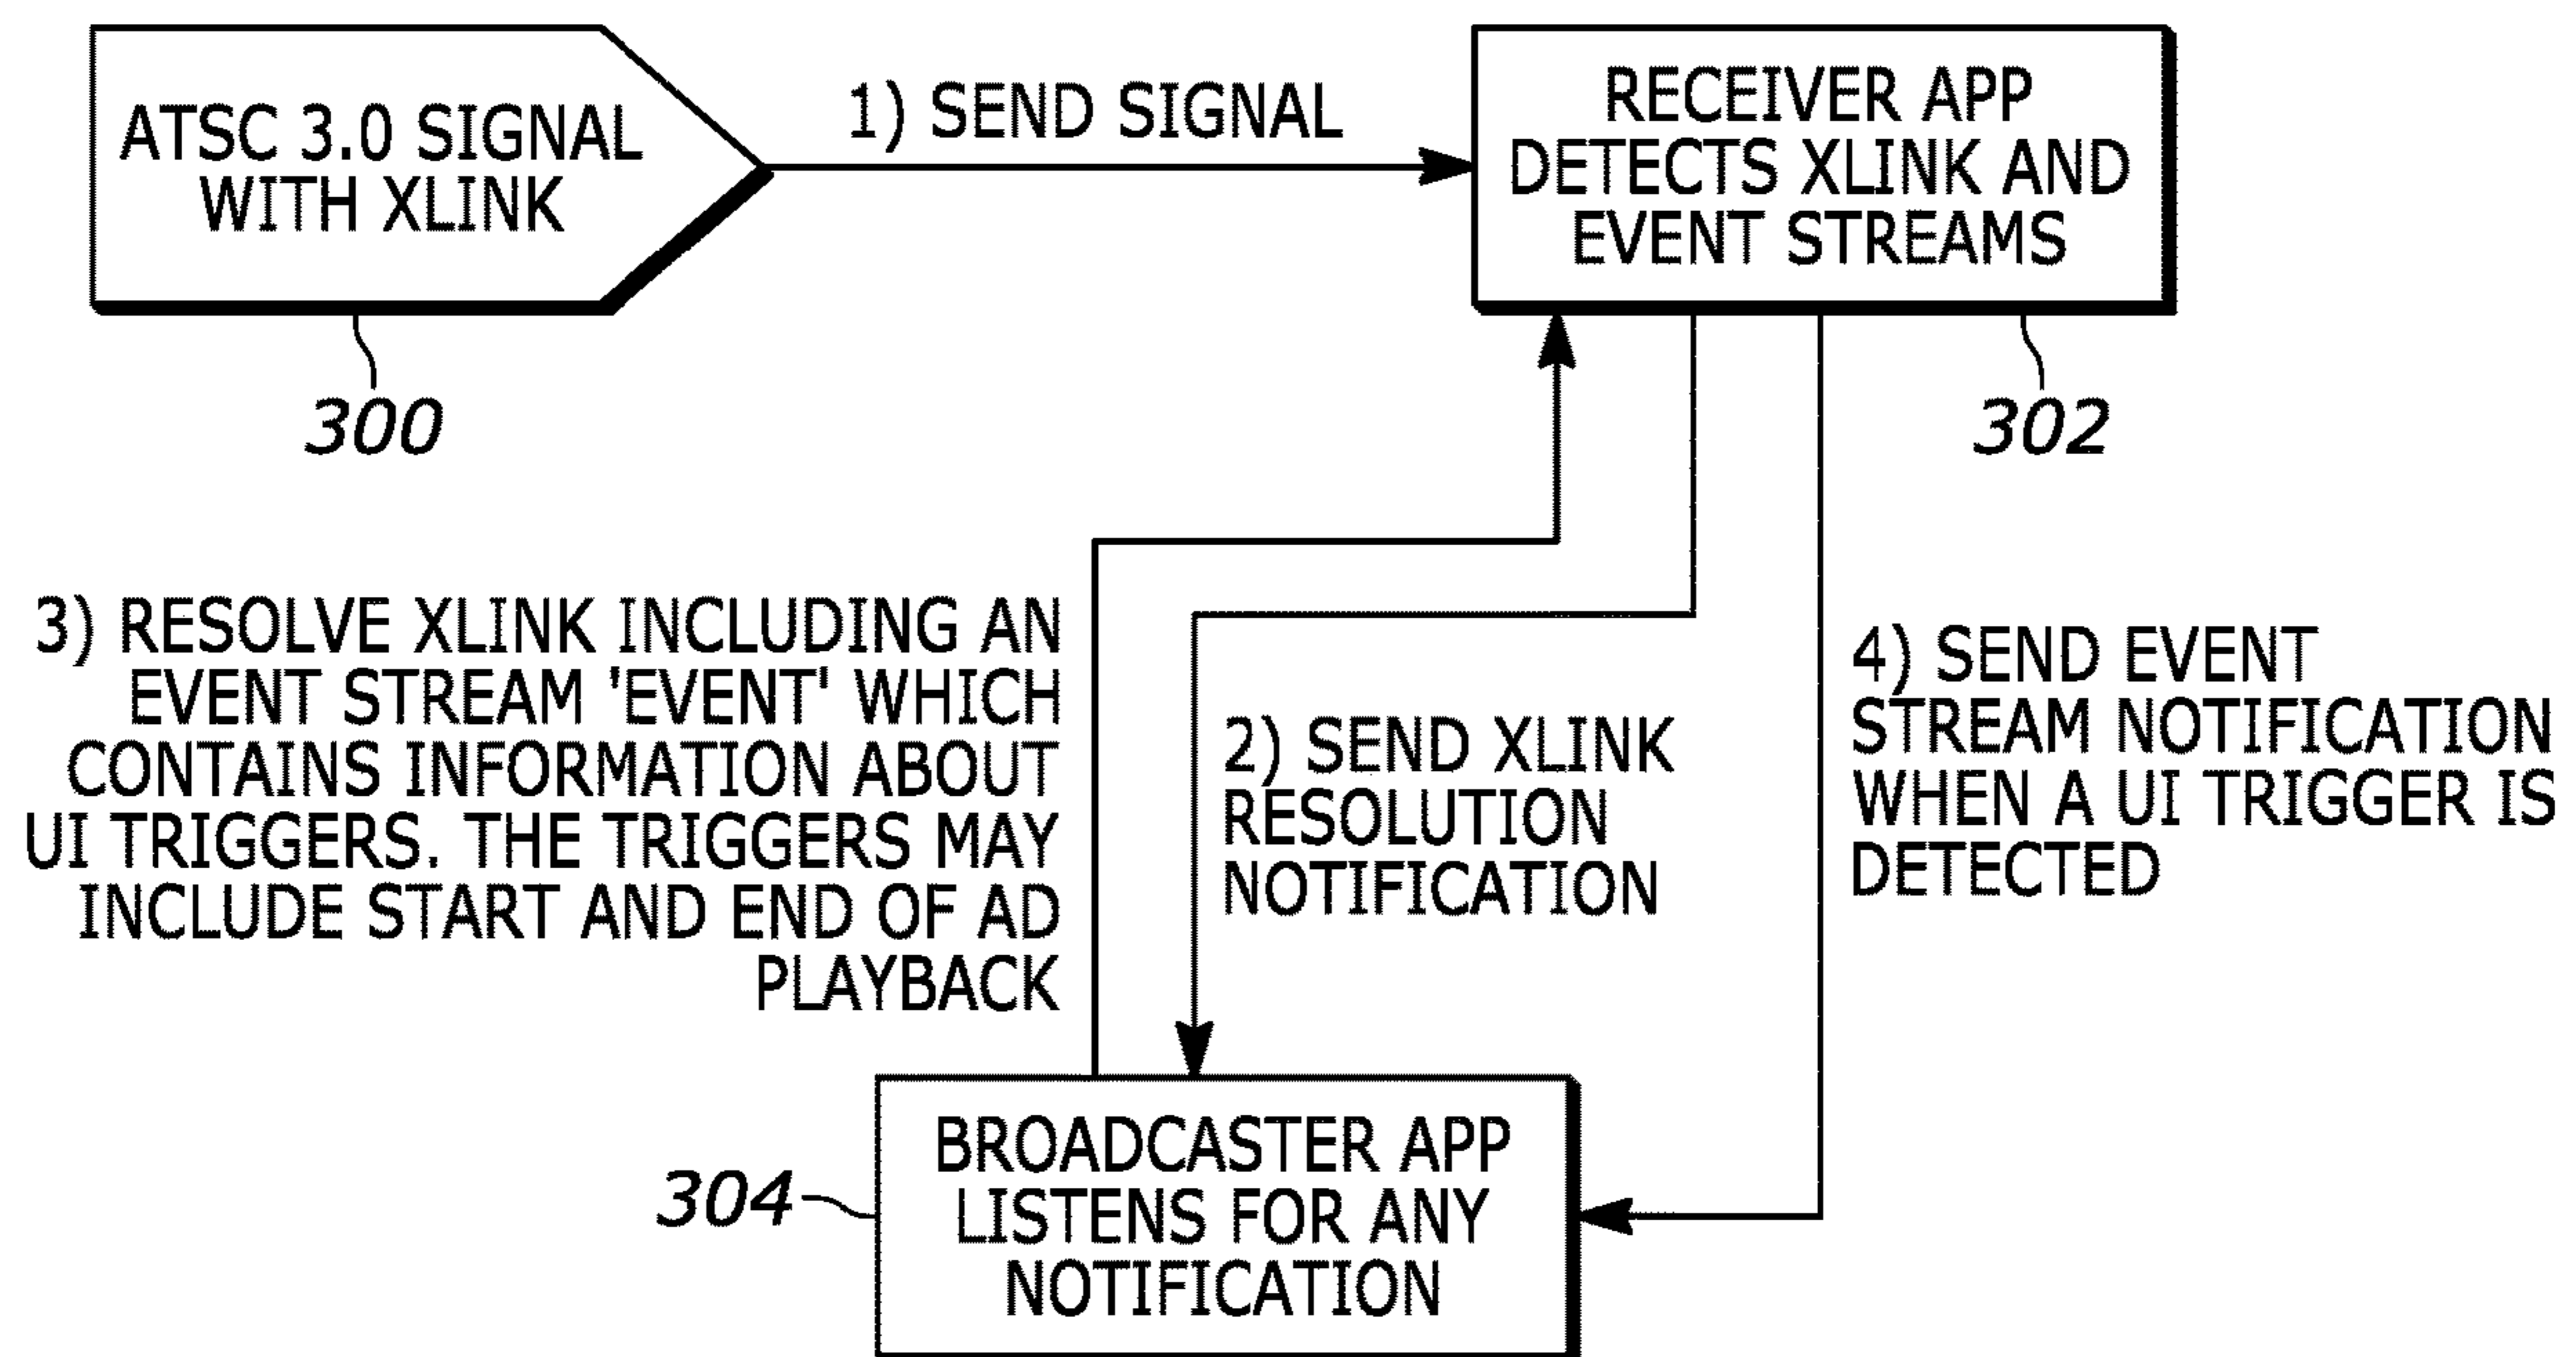 ATSC 3.0 SIGNAL
WITH XLINK
300
1) SEND SIGNAL
RECEIVER APP
DETECTS XLINK AND
EVENT STREAMS
302
3) RESOLVE XLINK INCLUDING AN
EVENT STREAM 'EVENT' WHICH
CONTAINS INFORMATION ABOUT
UI TRIGGERS. THE TRIGGERS MAY
INCLUDE START AND END OF AD
PLAYBACK
2) SEND XLINK
RESOLUTION
NOTIFICATION
4) SEND EVENT
STREAM NOTIFICATION
WHEN A UI TRIGGER IS
DETECTED
304
BROADCASTER APP
LISTENS FOR ANY
NOTIFICATION